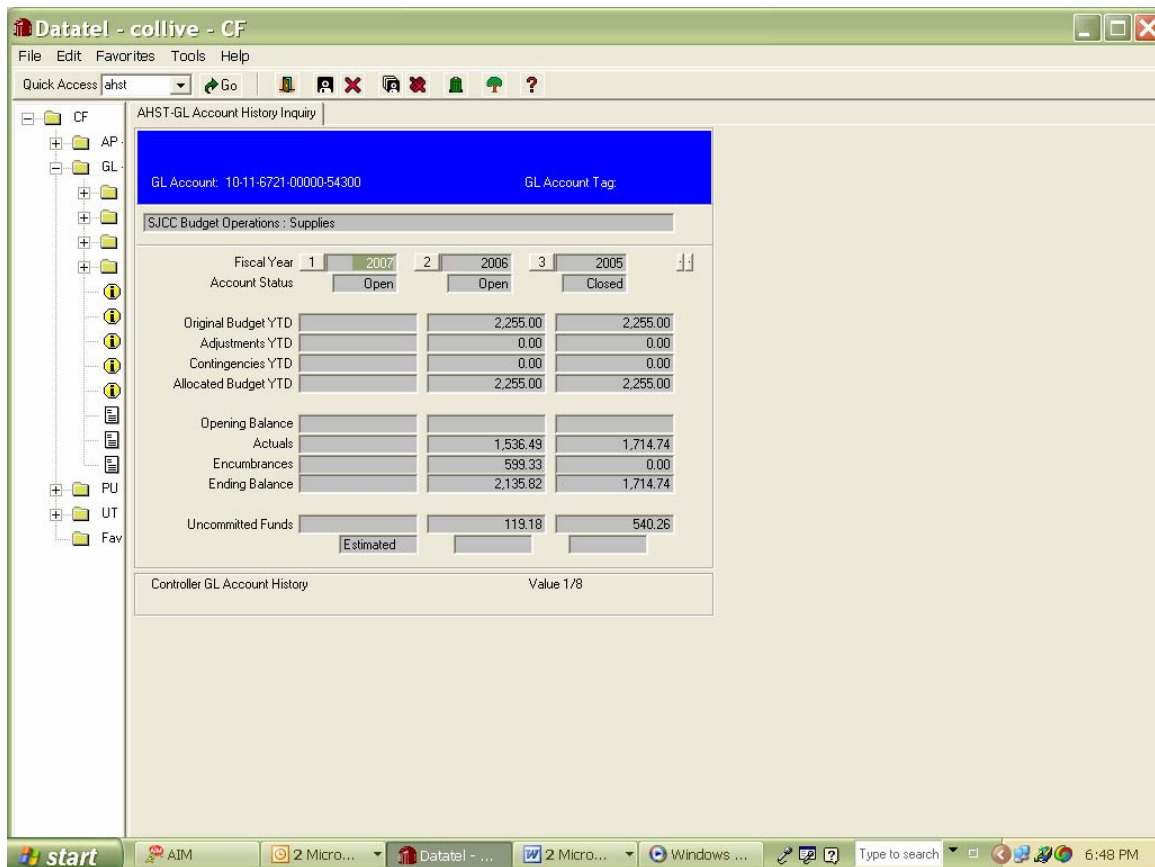 Datatel - collive - CF
File Edit Favorites Tools Help
Quick Access ahst Go ?
CF
AP
GL
PU
UT
Fav
AHST-GL Account History Inquiry
GL Account: 10-11-6721-00000-54300 GL Account Tag:
SJCC Budget Operations : Supplies
Fiscal Year 1 2007 2 2006 3 2005
Account Status Open Open Closed
Original Budget YTD 2,255.00 2,255.00
Adjustments YTD 0.00 0.00
Contingencies YTD 0.00 0.00
Allocated Budget YTD 2,255.00 2,255.00
Opening Balance
Actuals 1,536.49 1,714.74
Encumbrances 599.33 0.00
Ending Balance 2,135.82 1,714.74
Uncommitted Funds 119.18 540.26
Estimated
Controller GL Account History Value 1/8
start AIM 2 Micro... Datatel - ... 2 Micro... Windows ... Type to search 6:48 PM